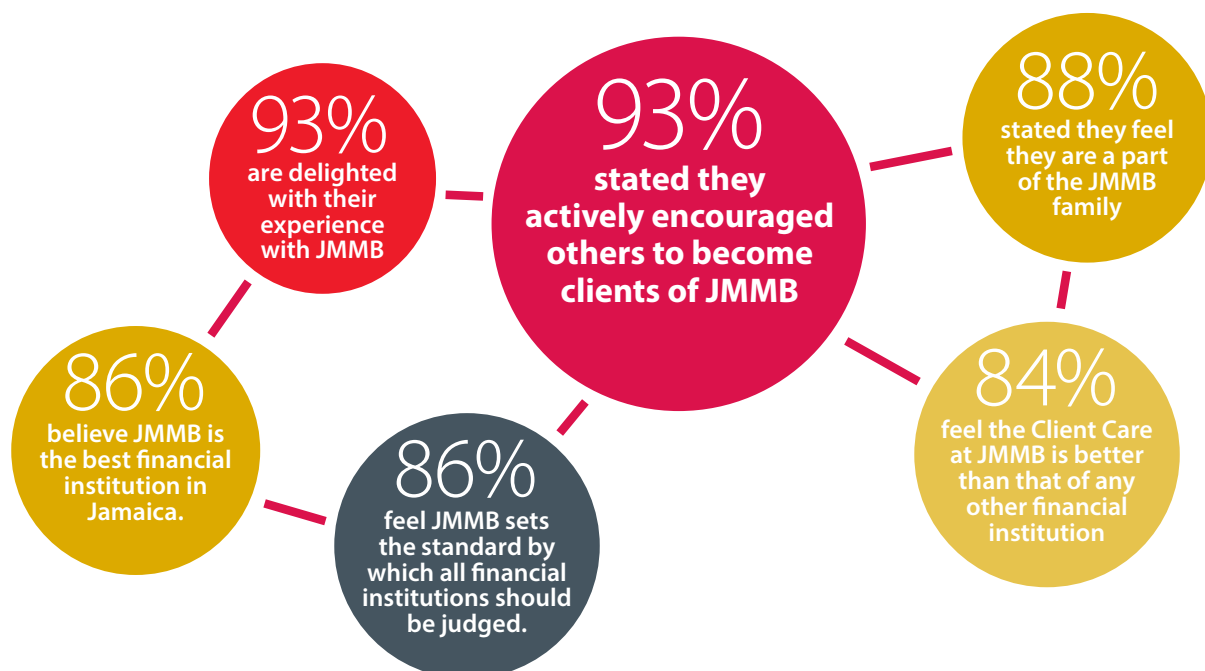 93%
are delighted
with their
experience
with JMMB
93%
stated they
actively encouraged
others to become
clients of JMMB
88%
stated they feel
they are a part
of the JMMB
family
86%
believe JMMB is
the best financial
institution in
Jamaica.
86%
feel JMMB sets
the standard by
which all financial
institutions should
be judged.
84%
feel the Client Care
at JMMB is better
than that of any
other financial
institution